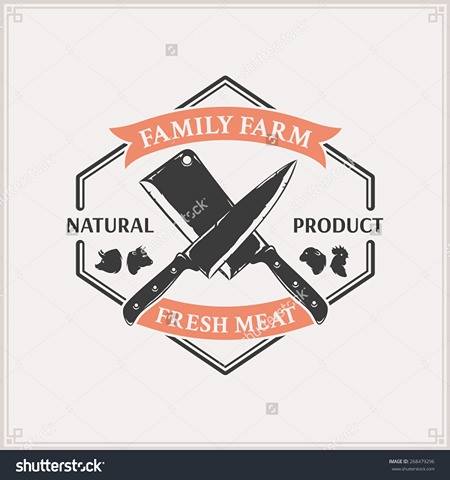 FAMILY FARM
NATURAL PRODUCT
FRESH MEAT
shutterstock
IMAGE ID: 268479296
www.shutterstock.com